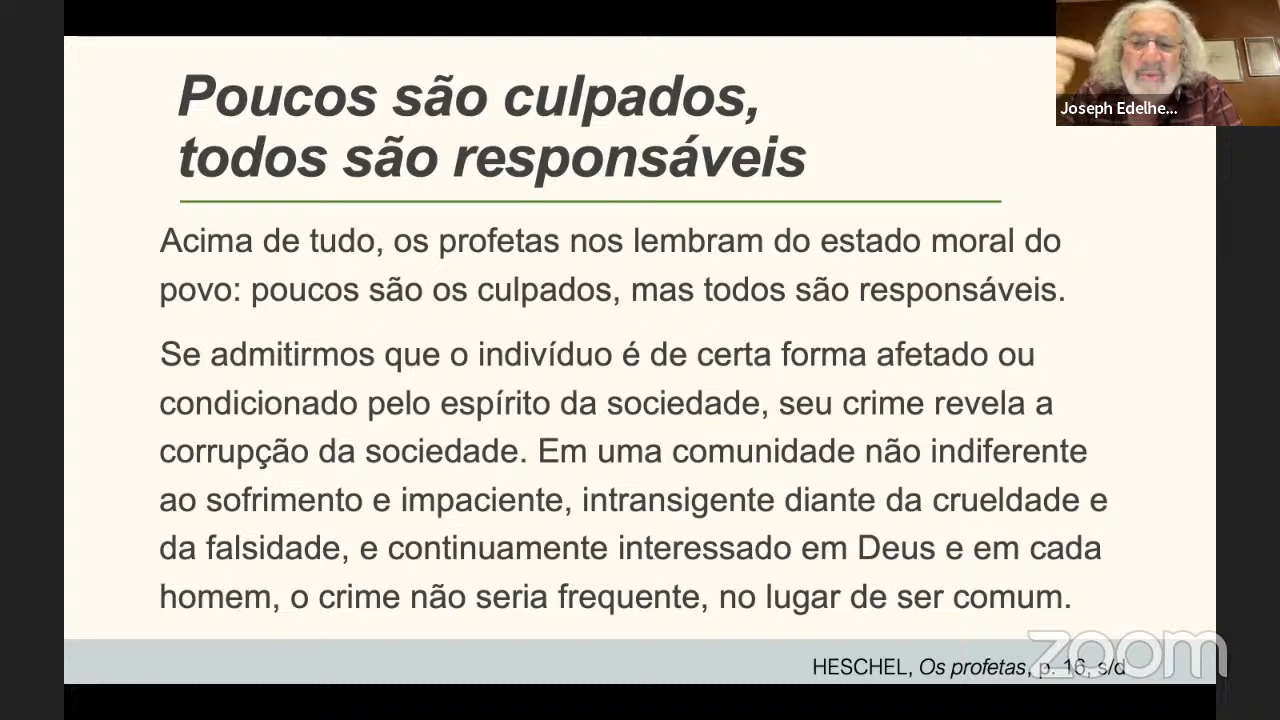 Poucos são culpados,
todos são responsáveis
Joseph Edelhe...
Acima de tudo, os profetas nos lembram do estado moral do
povo: poucos são os culpados, mas todos são responsáveis.
Se admitirmos que o indivíduo é de certa forma afetado ou
condicionado pelo espírito da sociedade, seu crime revela a
corrupção da sociedade. Em uma comunidade não indiferente
ao sofrimento e impaciente, intransigente diante da crueldade e
da falsidade, e continuamente interessado em Deus e em cada
homem, o crime não seria frequente, no lugar de ser comum.
HESCHEL, Os profetas, p. 16, s/d
zoom